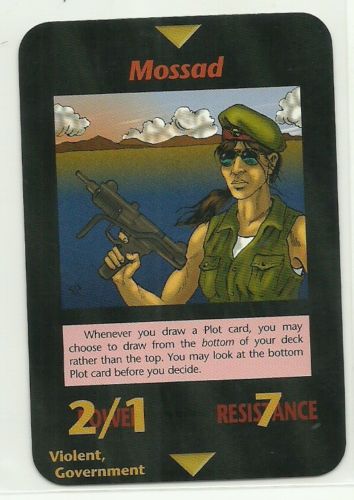 Mossad
Whenever you draw a Plot card, you may
choose to draw from the bottom of your deck
rather than the top. You may look at the bottom
Plot card before you decide.
POWER 2/1
RESISTANCE 7
Violent,
Government